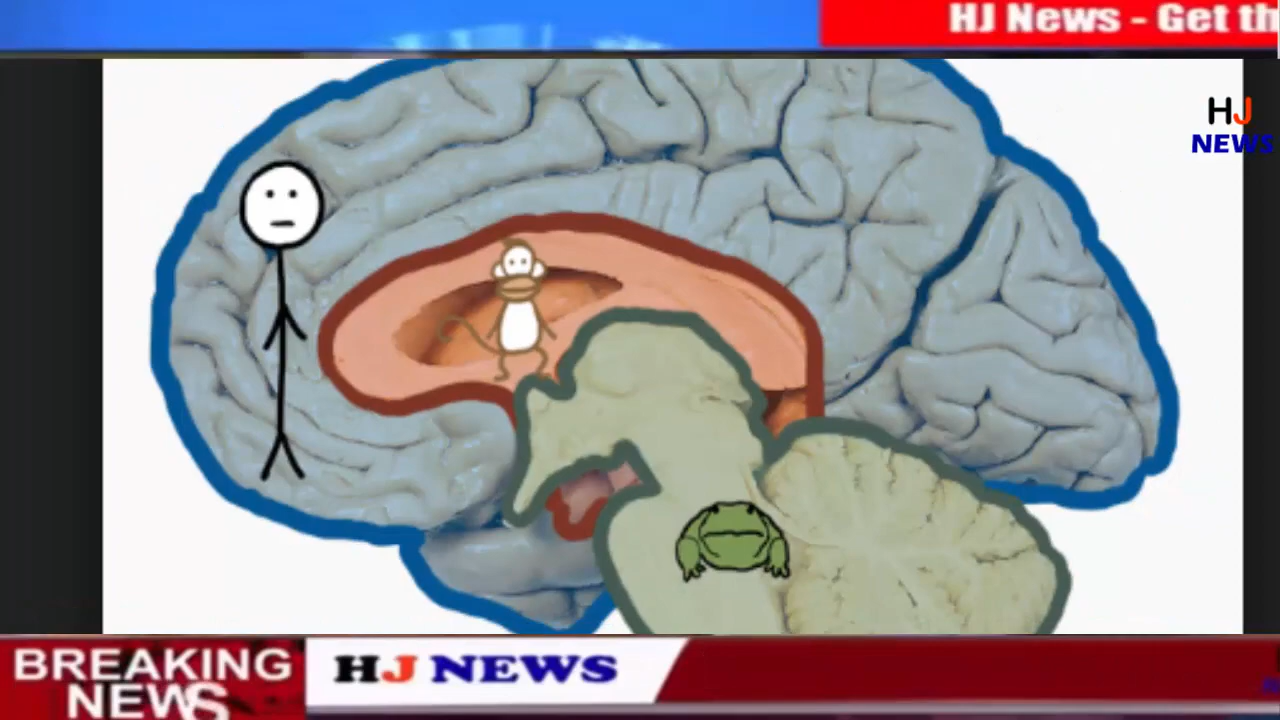 HJ News - Get th
HJ
NEWS
BREAKING
NEWS
HJ NEWS